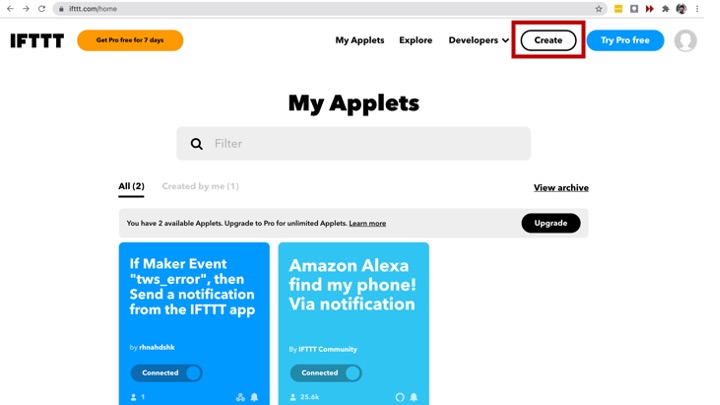 ifttt.com/home
IFTTT
Get Pro free for 7 days
My Applets
Explore
Developers
Create
Try Pro free
My Applets
Filter
All (2)
Created by me (1)
View archive
You have 2 available Applets. Upgrade to Pro for unlimited Applets. Learn more
Upgrade
If Maker Event
"tws_error", then
Send a notification
from the IFTTT app
by rhnahdshk
Connected
1
Amazon Alexa
find my phone!
Via notification
By IFTTT Community
Connected
25.6k